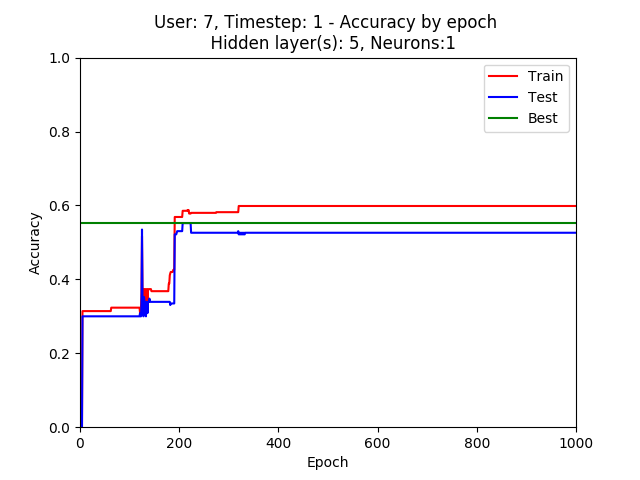 User: 7, Timestep: 1 - Accuracy by epoch
Hidden layer(s): 5, Neurons:1
1.0
0.8
0.6
0.4
0.2
0.0
Accuracy
Train
Test
Best
0 200 400 600 800 1000
Epoch